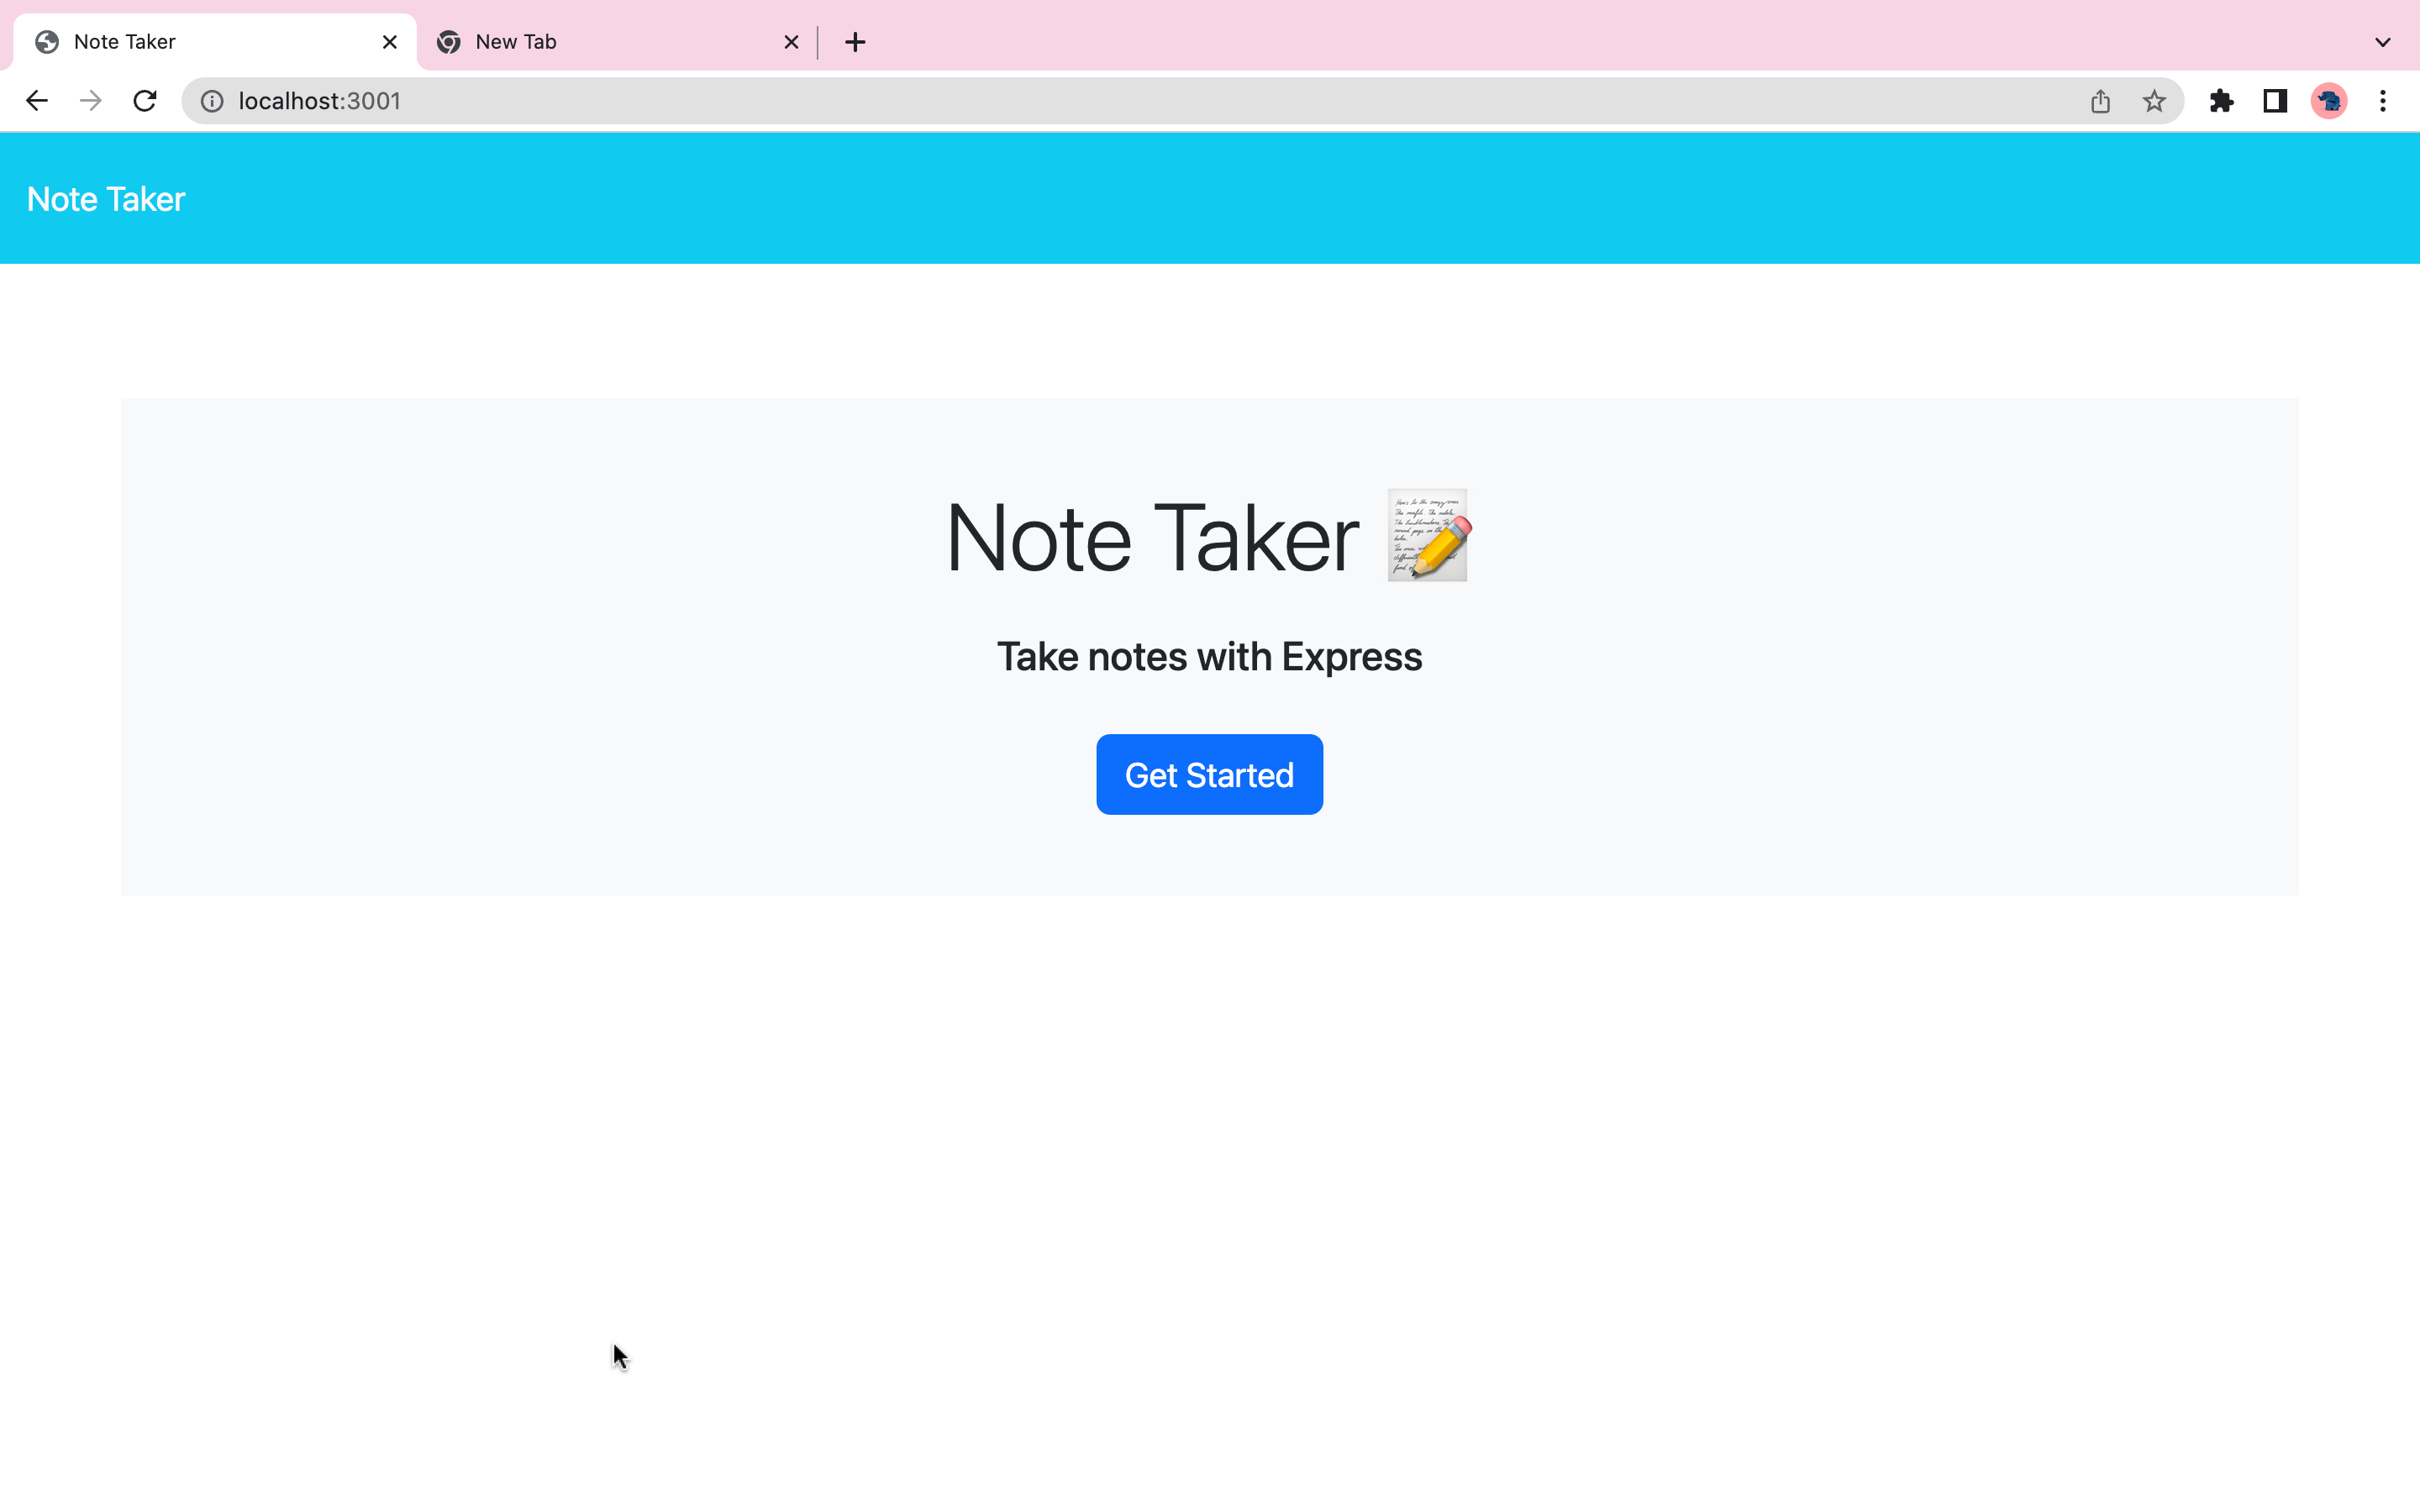 Note Taker
New Tab
localhost:3001
Note Taker
Note Taker
Take notes with Express
Get Started